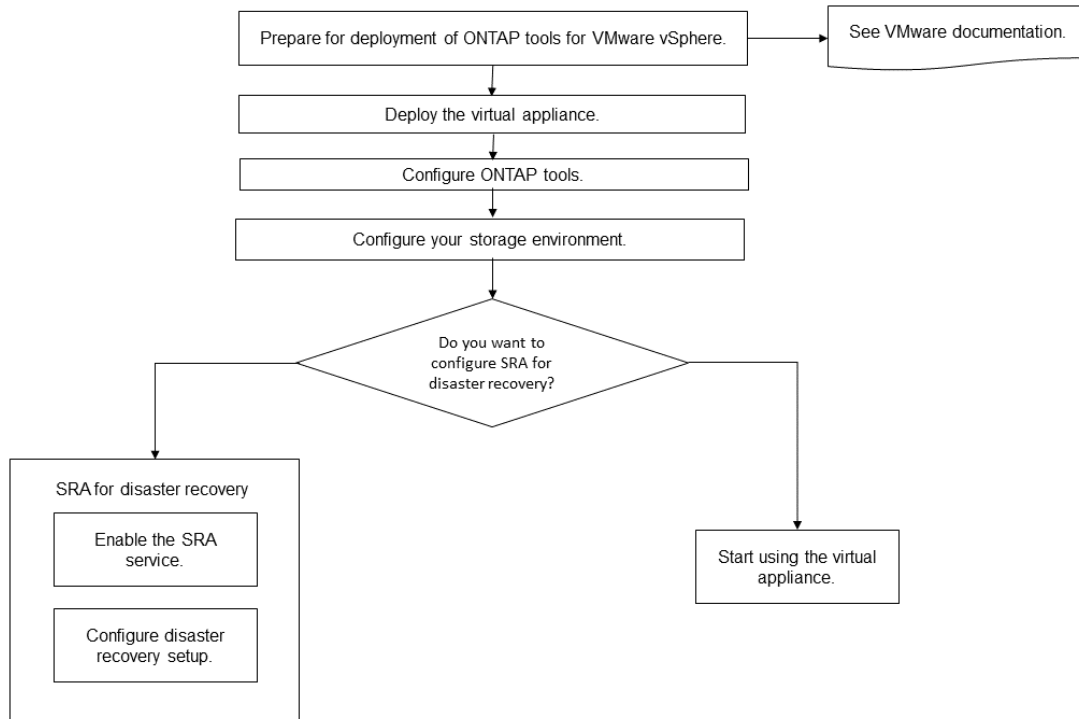 Prepare for deployment of ONTAP tools for VMware vSphere.
See VMware documentation.
Deploy the virtual appliance.
Configure ONTAP tools.
Configure your storage environment.
Do you want to
configure SRA for
disaster recovery?
SRA for disaster recovery
Enable the SRA
service.
Configure disaster
recovery setup.
Start using the virtual
appliance.